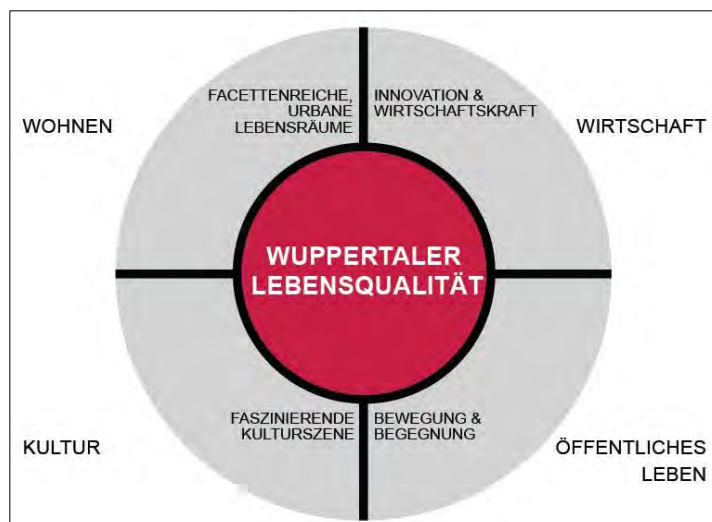 FACETTENREICHE,
URBANE
LEBENSRÄUME
INNOVATION &
WIRTSCHAFTSKRAFT
WOHNEN
WIRTSCHAFT
WUPPERTALER
LEBENSQUALITÄT
FASZINIERENDE
KULTURSZENE
BEWEGUNG &
BEGEGNUNG
KULTUR
ÖFFENTLICHES
LEBEN